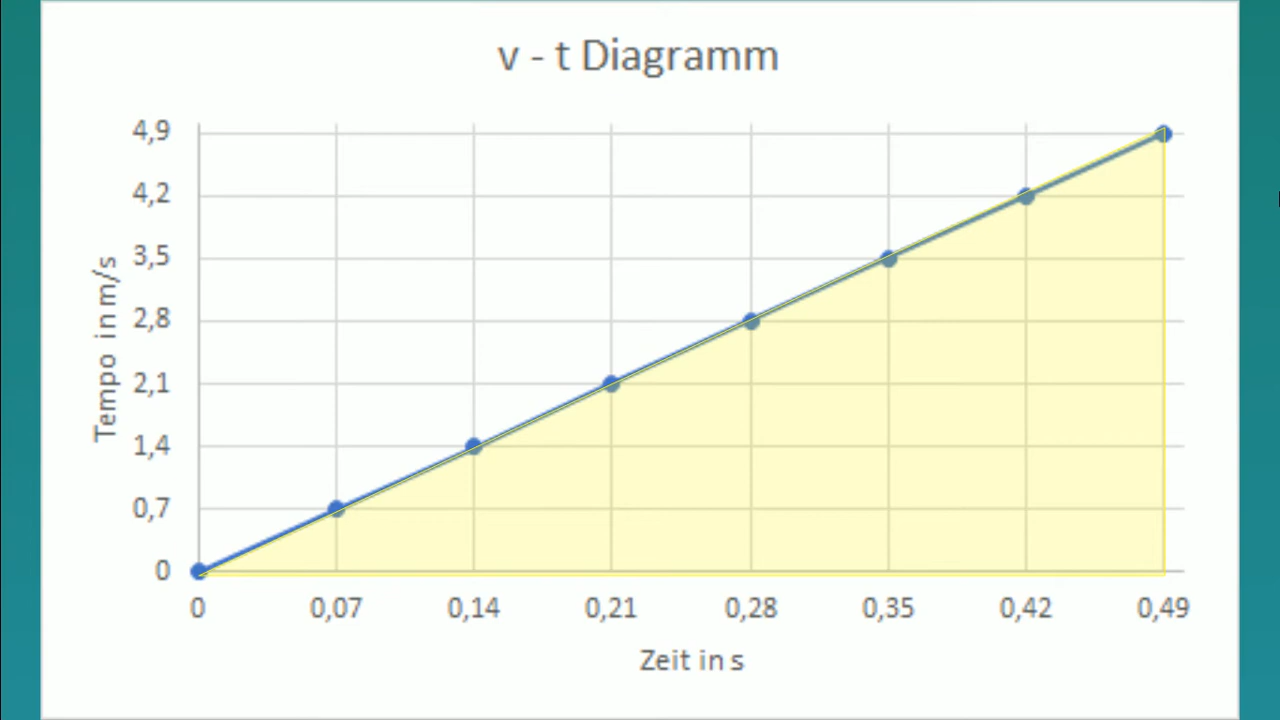 v - t Diagramm
4,9
4,2
3,5
2,8
2,1
1,4
0,7
0
Tempo in m/s
0 0,07 0,14 0,21 0,28 0,35 0,42 0,49
Zeit in s